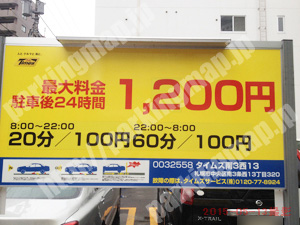 Times
最大料金
駐車後24時間 1,200円
8:00〜22:00 22:00〜8:00
20分／100円 60分／100円
0032558 タイムズ南3西13
札幌市中央区南3条西13丁目320
故障の際は、タイムズサービス(株) 0120-77-8924
X-TRAIL